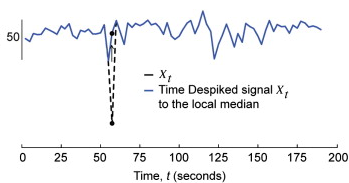 50
X_t
Time Despiked signal X_t
to the local median
0 25 50 75 100 125 150 175 200
Time, t (seconds)